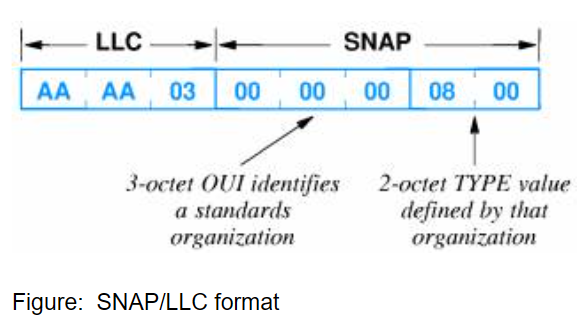 LLC SNAP
AA AA 03 00 00 00 08 00
3-octet OUI identifies
a standards
organization
2-octet TYPE value
defined by that
organization
Figure: SNAP/LLC format